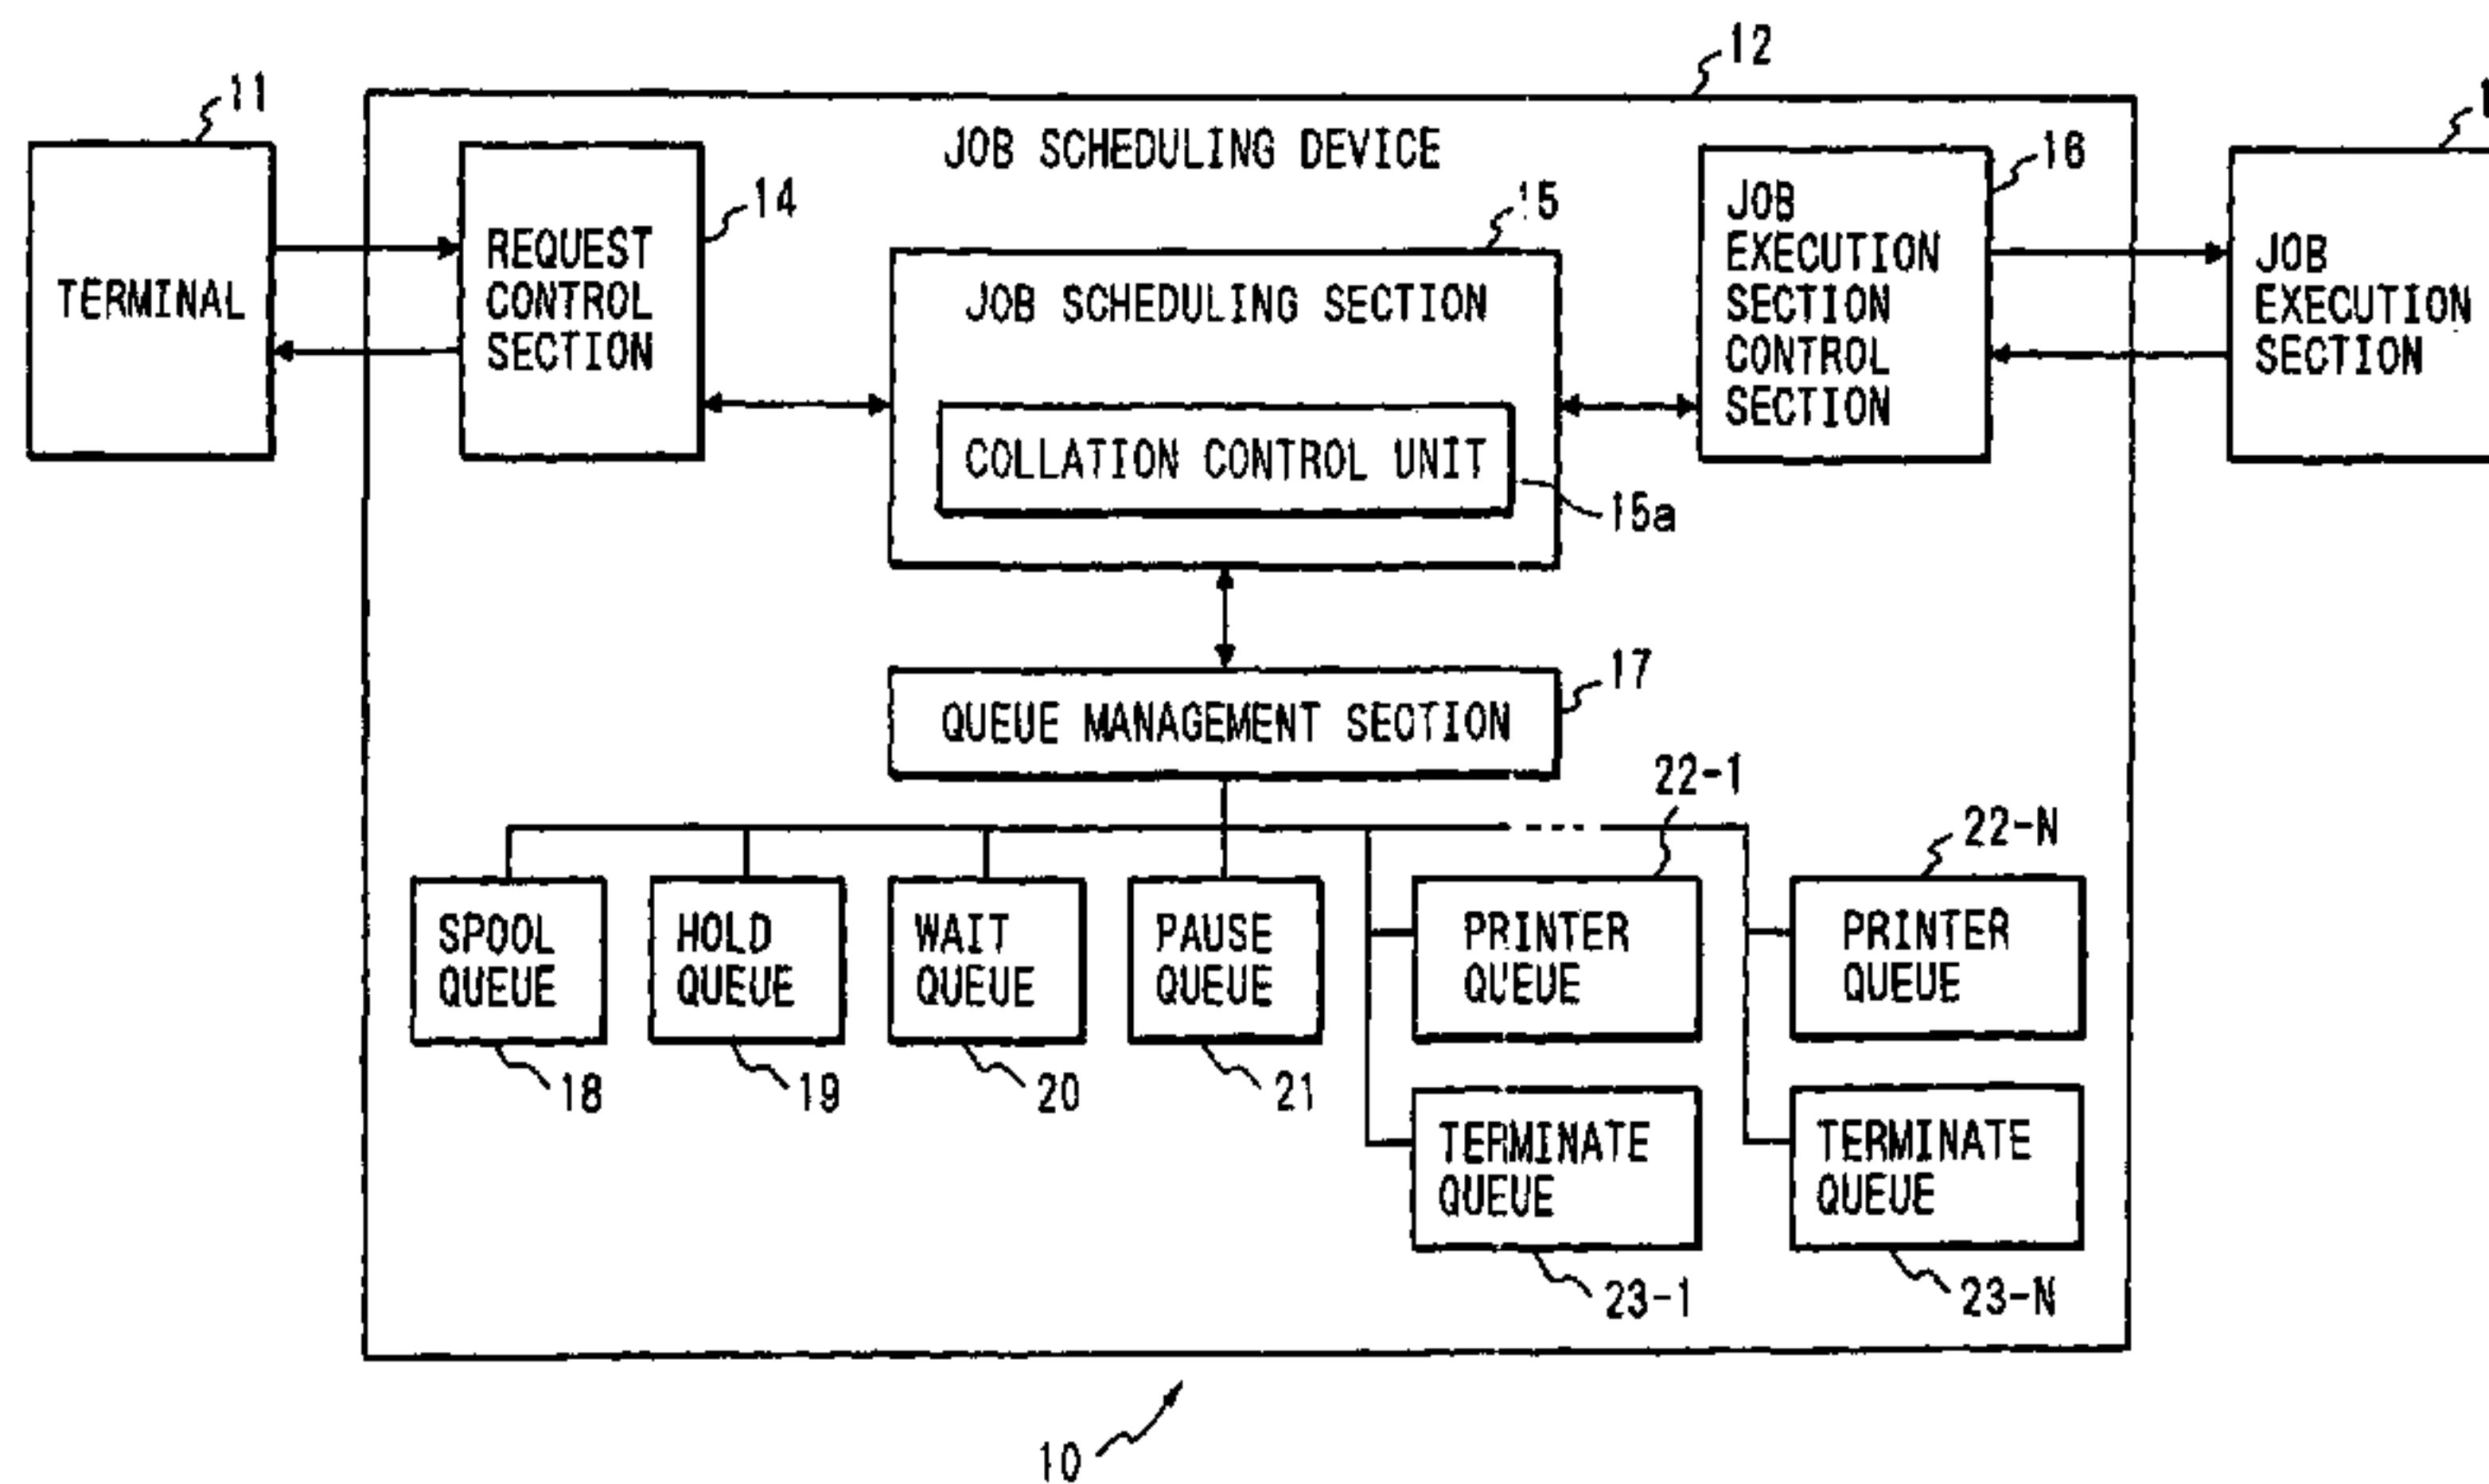 12
11
JOB SCHEDULING DEVICE
16
14
15
JOB
EXECUTION
SECTION
CONTROL
SECTION
REQUEST
CONTROL
SECTION
TERMINAL
JOB SCHEDULING SECTION
JOB
EXECUTION
SECTION
COLLATION CONTROL UNIT
15a
17
QUEUE MANAGEMENT SECTION
22-1
22-N
SPOOL
QUEUE
HOLD
QUEUE
WAIT
QUEUE
PAUSE
QUEUE
PRINTER
QUEUE
PRINTER
QUEUE
18
19
20
21
TERMINATE
QUEUE
TERMINATE
QUEUE
23-1
23-N
10